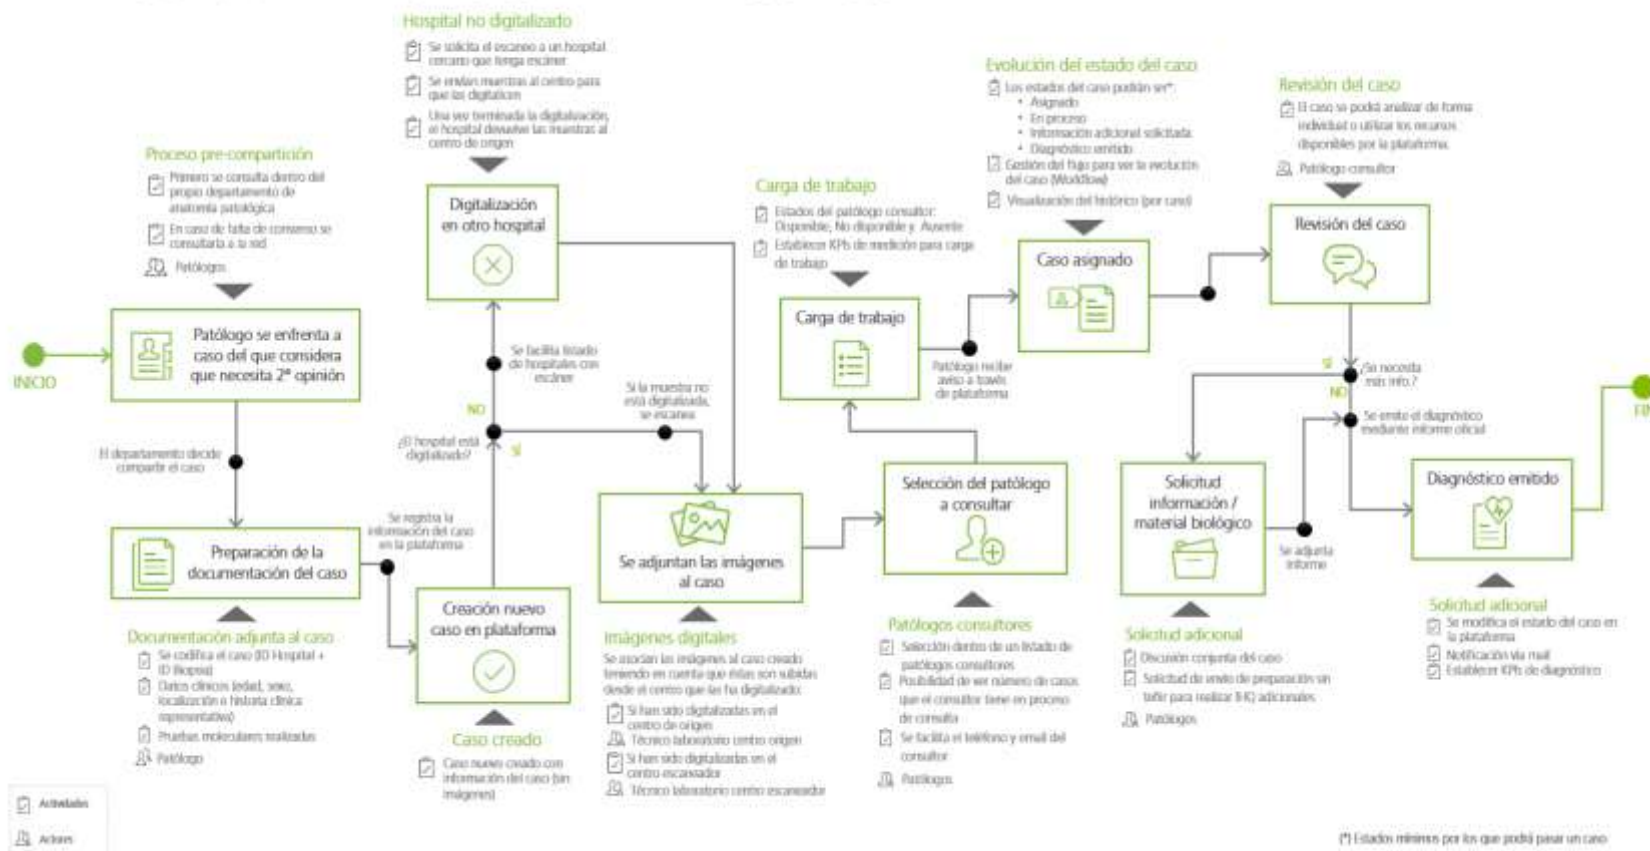 Hospital no digitalizado
Se solicita el escaneo a un hospital
cercano que tenga escáner
Se envían muestras al centro para
que las digitalicen
Una vez terminada la digitalización,
el hospital devuelve las muestras al
centro de origen
Proceso pre-compartición
Primero se consulta dentro del
propio departamento de
anatomía patológica
En caso de falta de consenso se
consultaría a la red
Patólogos
INICIO
Patólogo se enfrenta a
caso del que considera
que necesita 2ª opinión
El departamento decide
compartir el caso
Preparación de la
documentación del caso
Documentación adjunta al caso
Se codifica el caso (ID Hospital +
ID Biopsia)
Datos clínicos (edad, sexo,
localización e historia clínica
representativa)
Pruebas moleculares realizadas
Patólogo
Se registra la
información del caso
en la plataforma
Creación nuevo
caso en plataforma
Caso creado
Caso nuevo creado con
información del caso (sin
imágenes)
¿El hospital está
digitalizado?
NO
SÍ
Se facilita listado
de hospitales con
escáner
Digitalización
en otro hospital
Si la muestra no
está digitalizada,
se escanea
Se adjuntan las imágenes
al caso
Imágenes digitales
Se asocian las imágenes al caso creado
teniendo en cuenta que éstas son subidas
desde el centro que las ha digitalizado:
Si han sido digitalizadas en el
centro de origen
Técnico laboratorio centro origen
Si han sido digitalizadas en el
centro escaneador
Técnico laboratorio centro escaneador
Selección del patólogo
a consultar
Patólogos consultores
Selección dentro de un listado de
patólogos consultores
Posibilidad de ver número de casos
que el consultor tiene en proceso
de consulta
Se facilita el teléfono y email del
consultor
Patólogos
Carga de trabajo
Estados del patólogo consultor:
Disponible, No disponible y Ausente
Establecer KPIs de medición para carga
de trabajo
Carga de trabajo
Patólogo recibe
aviso a través
de plataforma
Evolución del estado del caso
Los estados del caso podrán ser*:
• Asignado
• En proceso
• Información adicional solicitada
• Diagnóstico emitido
Gestión del flujo para ver la evolución
del caso (Workflow)
Visualización del histórico (por caso)
Caso asignado
Revisión del caso
El caso se podrá analizar de forma
individual o utilizar los recursos
disponibles por la plataforma.
Patólogo consultor
Revisión del caso
SÍ
¿Se necesita
más info.?
NO
Se emite el diagnóstico
mediante informe oficial
Solicitud
información /
material biológico
Se adjunta
informe
Solicitud adicional
Discusión conjunta del caso
Solicitud de envío de preparación sin
teñir para realizar IHQ adicionales
Patólogos
Diagnóstico emitido
Solicitud adicional
Se modifica el estado del caso en
la plataforma
Notificación vía mail
Establecer KPIs de diagnóstico
Actividades
Actores
(*) Estados mínimos por los que podrá pasar un caso